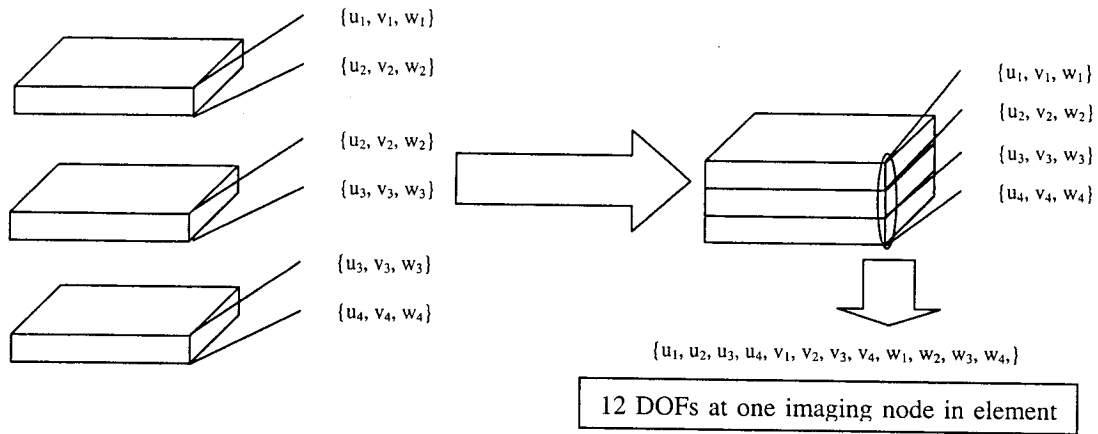 {u₁, v₁, w₁}
{u₂, v₂, w₂}
{u₂, v₂, w₂}
{u₃, v₃, w₃}
{u₃, v₃, w₃}
{u₄, v₄, w₄}
{u₁, v₁, w₁}
{u₂, v₂, w₂}
{u₃, v₃, w₃}
{u₄, v₄, w₄}
{u₁, u₂, u₃, u₄, v₁, v₂, v₃, v₄, w₁, w₂, w₃, w₄,}
12 DOFs at one imaging node in element